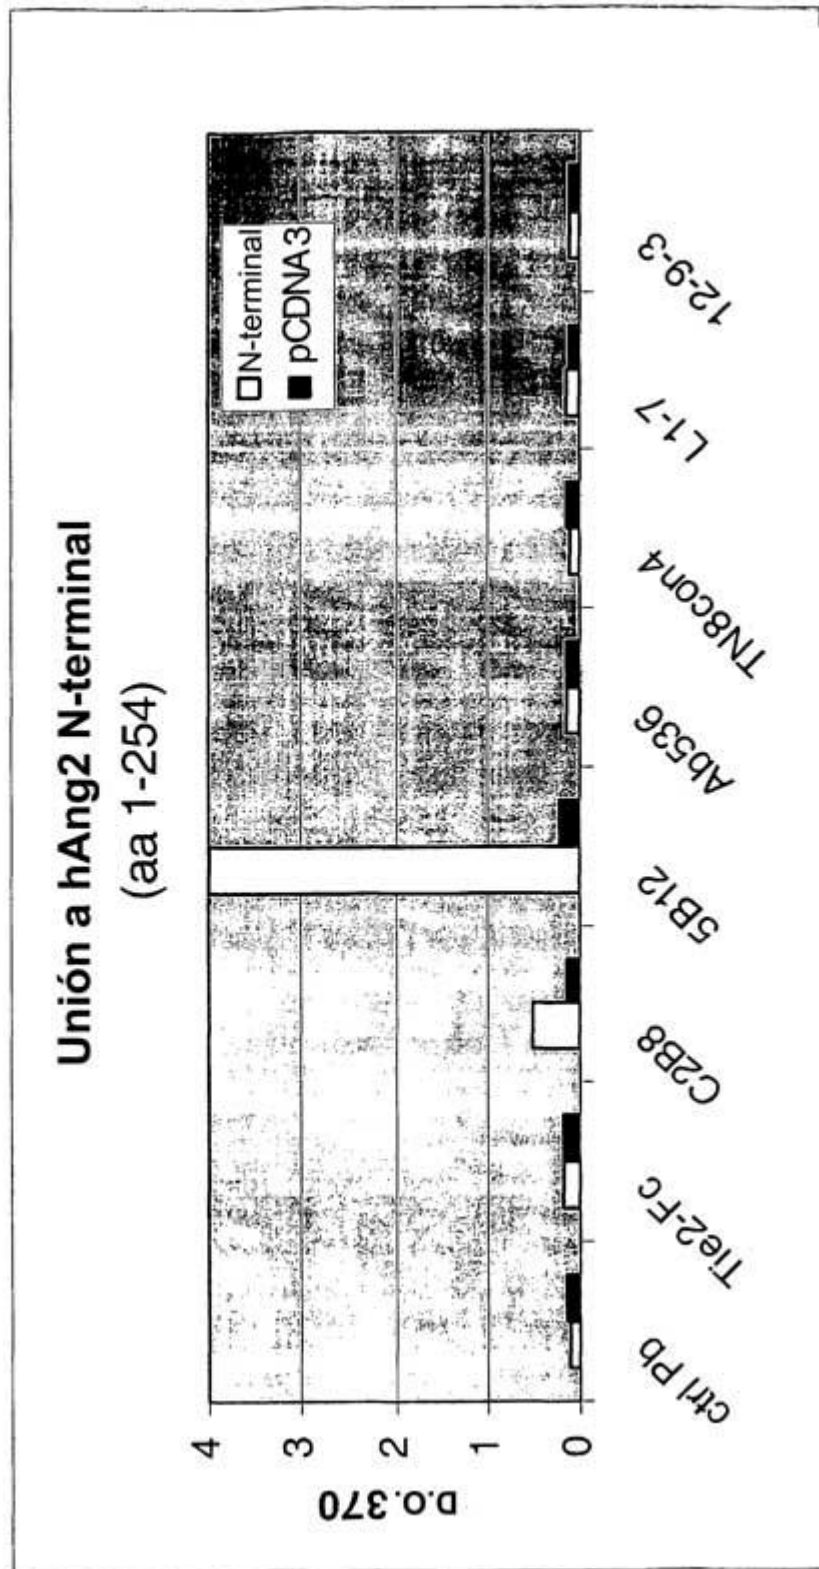 Unión a hAng2 N-terminal
(aa 1-254)
N-terminal
pCDNA3
D.O.370
4
3
2
1
0
ctrl Pb
Tie2-Fc
C2B8
5B12
Ab536
TN8con4
L1-7
12-9-3